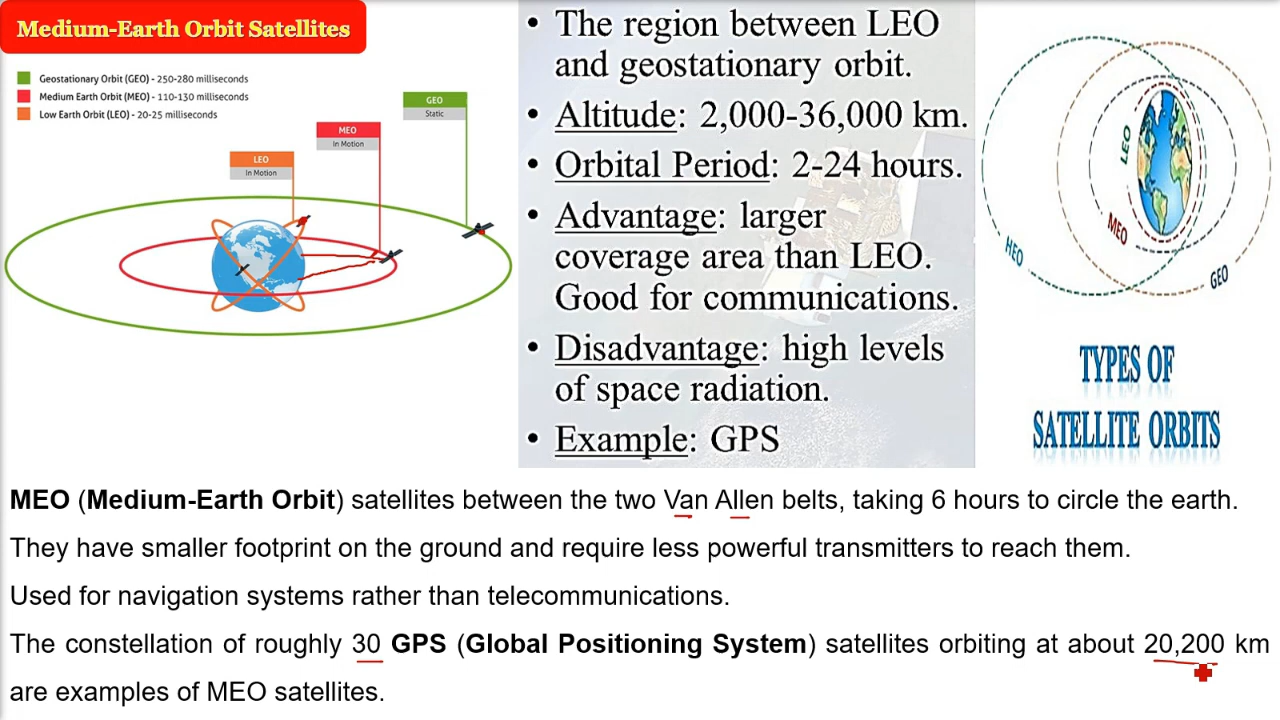 Medium-Earth Orbit Satellites
Geostationary Orbit (GEO) - 250-280 milliseconds
Medium Earth Orbit (MEO) - 110-130 milliseconds
Low Earth Orbit (LEO) - 20-25 milliseconds
GEO
Static
MEO
In Motion
LEO
In Motion
• The region between LEO
and geostationary orbit.
• Altitude: 2,000-36,000 km.
• Orbital Period: 2-24 hours.
• Advantage: larger
coverage area than LEO.
Good for communications.
• Disadvantage: high levels
of space radiation.
• Example: GPS
LEO
MEO
HEO
GEO
TYPES OF
SATELLITE ORBITS
MEO (Medium-Earth Orbit) satellites between the two Van Allen belts, taking 6 hours to circle the earth.
They have smaller footprint on the ground and require less powerful transmitters to reach them.
Used for navigation systems rather than telecommunications.
The constellation of roughly 30 GPS (Global Positioning System) satellites orbiting at about 20,200 km
are examples of MEO satellites.